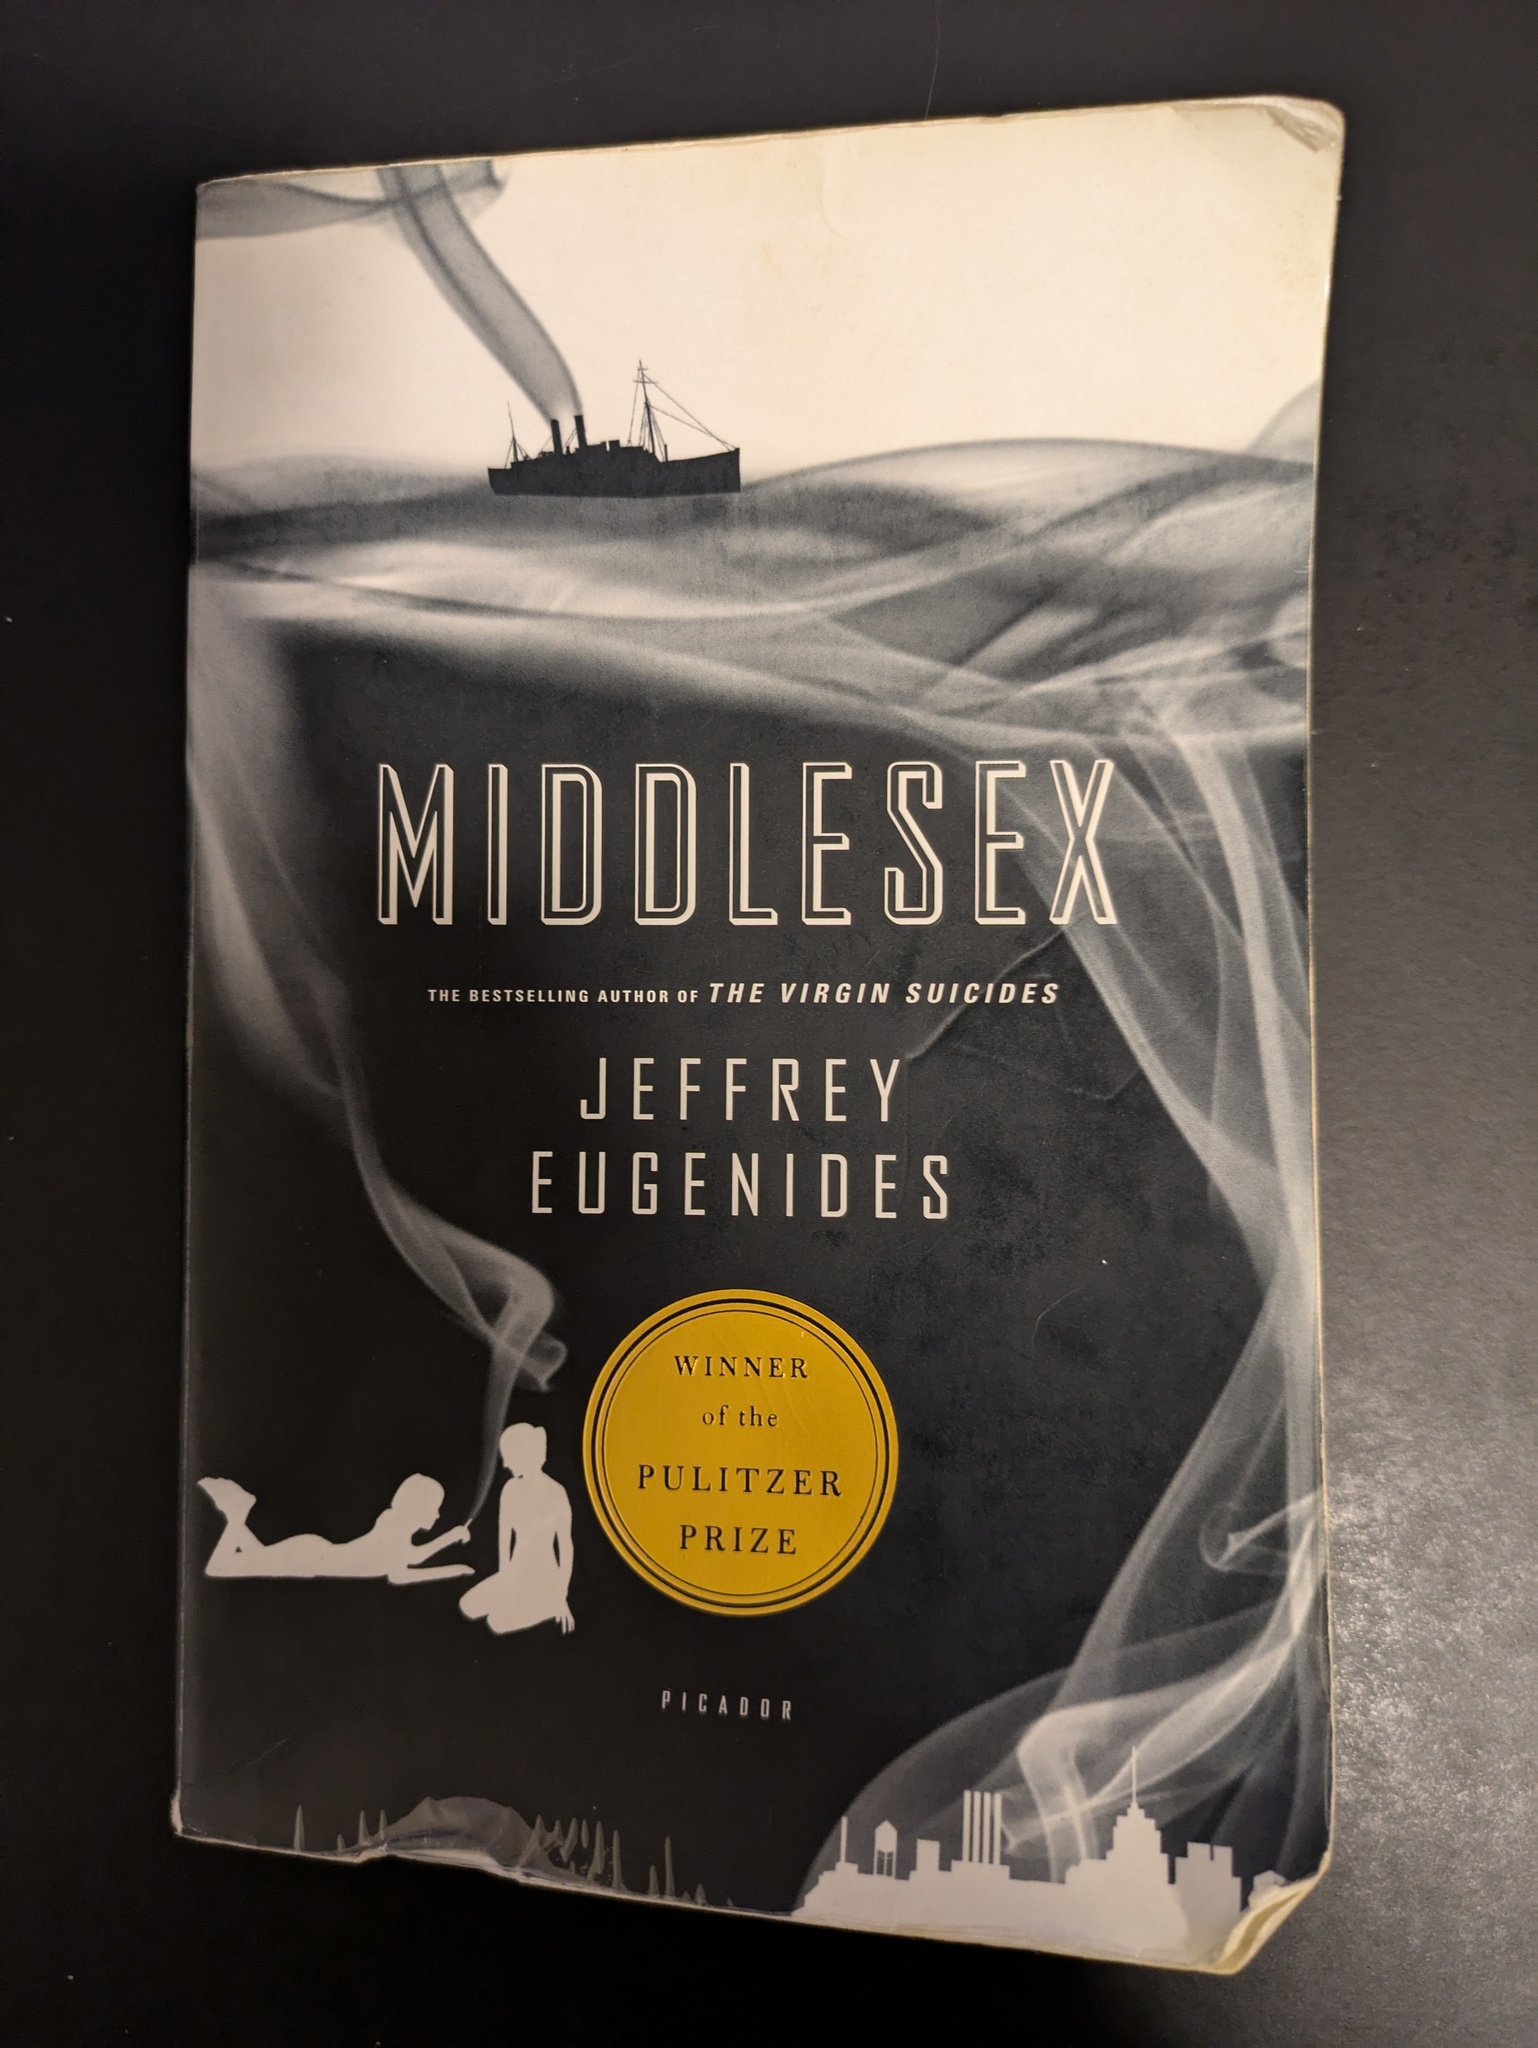 MIDDLESEX
THE BESTSELLING AUTHOR OF THE VIRGIN SUICIDES
JEFFREY
EUGENIDES
WINNER
of the
PULITZER
PRIZE
PICADOR